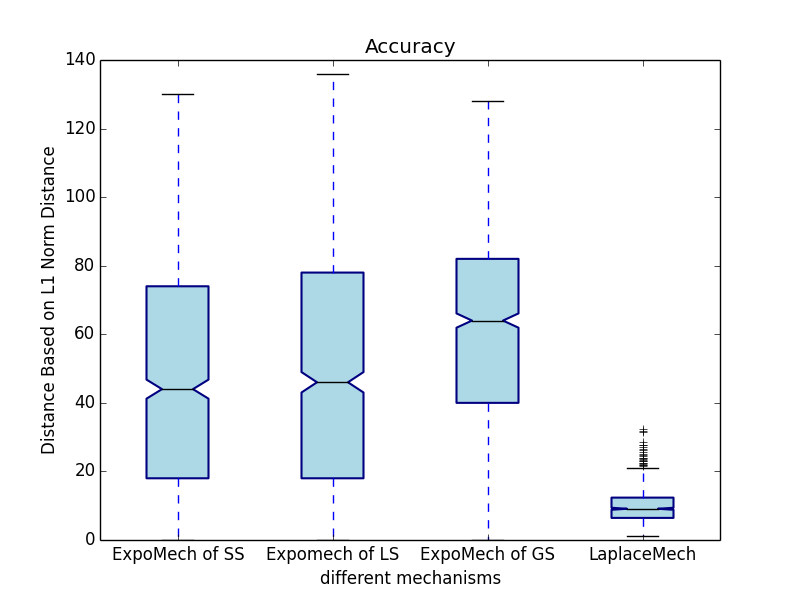 Accuracy
140
120
100
80
60
40
20
0
Distance Based on L1 Norm Distance
ExpoMech of SS
Expomech of LS
ExpoMech of GS
LaplaceMech
different mechanisms